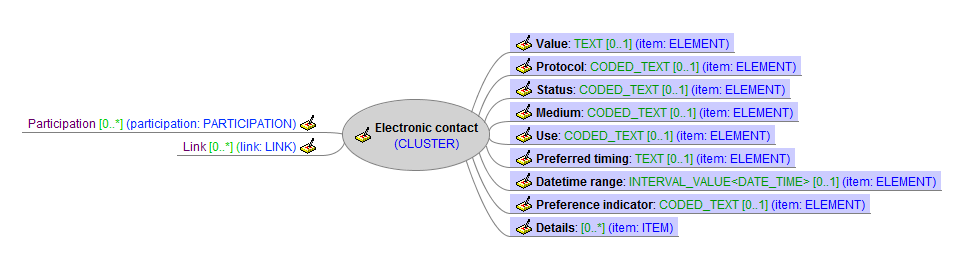 Participation [0..*] (participation: PARTICIPATION)
Link [0..*] (link: LINK)
Electronic contact
(CLUSTER)
Value: TEXT [0..1] (item: ELEMENT)
Protocol: CODED_TEXT [0..1] (item: ELEMENT)
Status: CODED_TEXT [0..1] (item: ELEMENT)
Medium: CODED_TEXT [0..1] (item: ELEMENT)
Use: CODED_TEXT [0..1] (item: ELEMENT)
Preferred timing: TEXT [0..1] (item: ELEMENT)
Datetime range: INTERVAL_VALUE<DATE_TIME> [0..1] (item: ELEMENT)
Preference indicator: CODED_TEXT [0..1] (item: ELEMENT)
Details: [0..*] (item: ITEM)